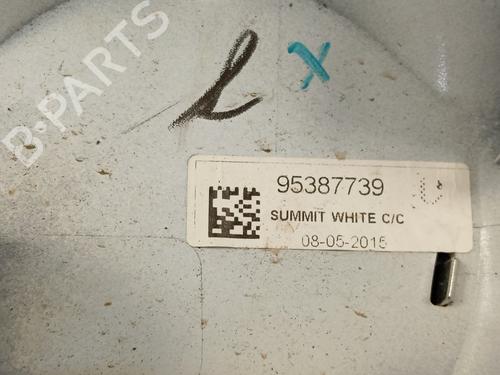 B-PARTS
X
95387739
SUMMIT WHITE C/C
08-05-2015